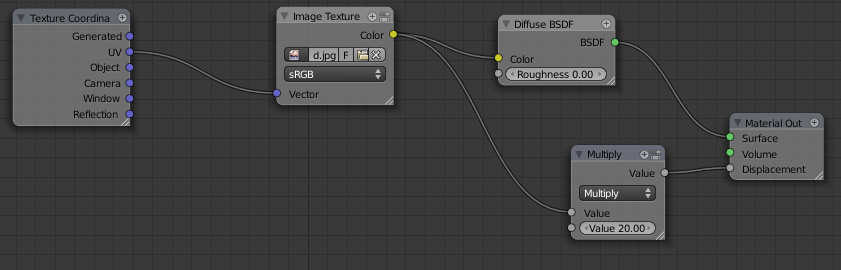 Texture Coordina
Generated
UV
Object
Camera
Window
Reflection
Image Texture
Color
d.jpg F
sRGB
Vector
Diffuse BSDF
BSDF
Color
Roughness 0.00
Multiply
Value
Multiply
Value
Value 20.00
Material Out
Surface
Volume
Displacement